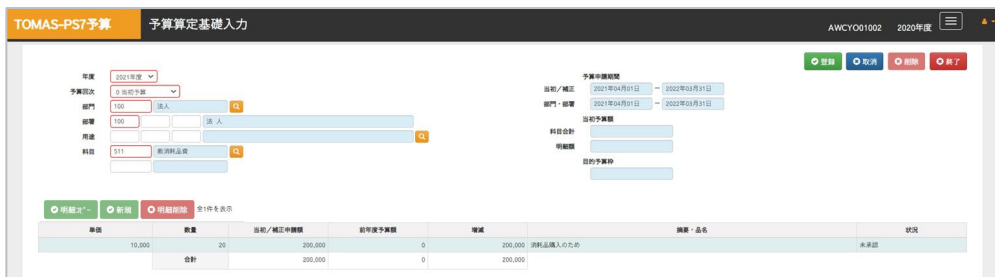 TOMAS-PS7予算 予算算定基礎入力 AWCYO01002 2020年度
登録 取消 削除 終了
年度 2021年度
予算回次 0 当初予算
部門 100 法人
部署 100 法 人
用途
科目 511 教消耗品費
予算申請期間
当初/補正 2021年04月01日 ー 2022年03月31日
部門・部署 2021年04月01日 ー 2022年03月31日
当初予算額
科目合計
明細額
目的予算枠
明細コピー 新規 明細削除 全1件を表示
単価 数量 当初/補正申請額 前年度予算額 増減 摘要・品名 状況
10,000 20 200,000 0 200,000 消耗品購入のため 未承認
合計 200,000 0 200,000